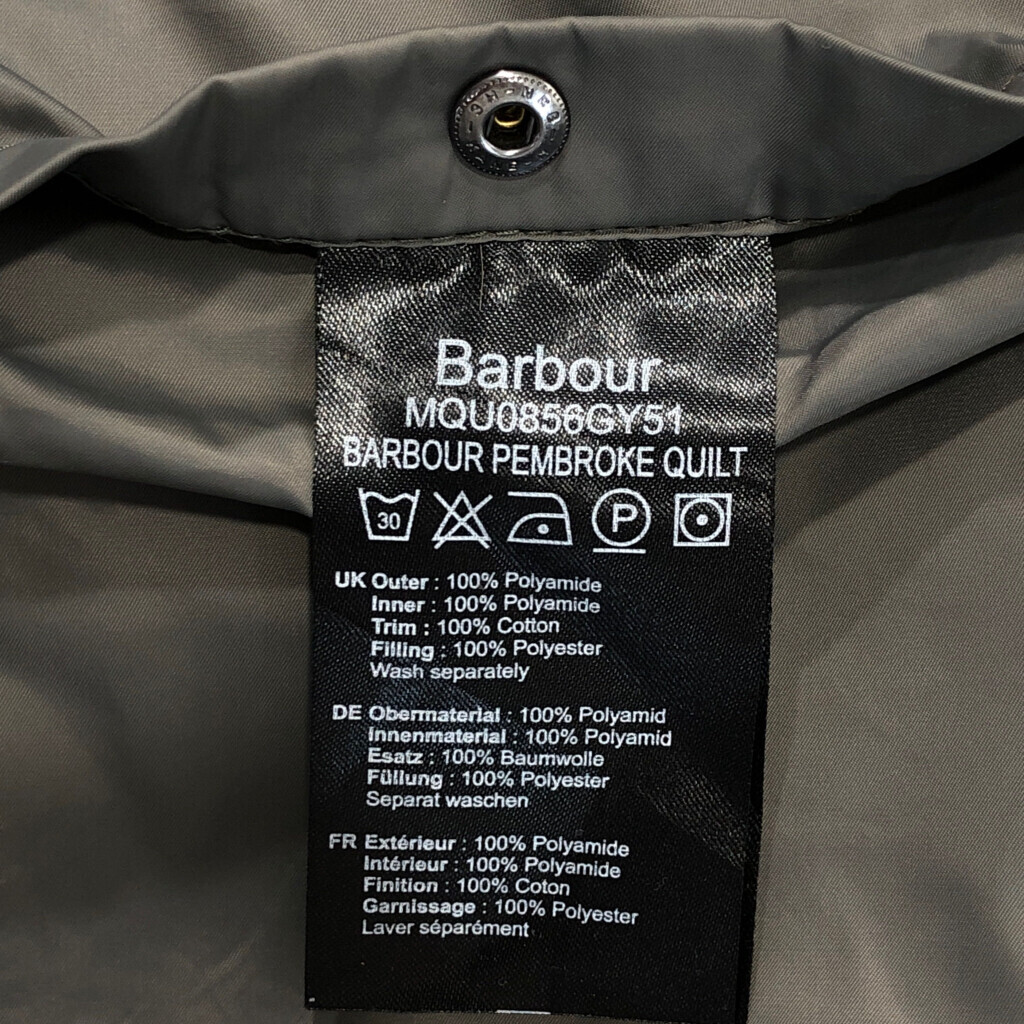 Barbour
MQU0856GY51
BARBOUR PEMBROKE QUILT
30 P
UK Outer : 100% Polyamide
Inner : 100% Polyamide
Trim : 100% Cotton
Filling : 100% Polyester
Wash separately
DE Obermaterial : 100% Polyamid
Innenmaterial : 100% Polyamid
Esatz : 100% Baumwolle
Füllung : 100% Polyester
Separat waschen
FR Extérieur : 100% Polyamide
Intérieur : 100% Polyamide
Finition : 100% Coton
Garnissage : 100% Polyester
Laver séparément